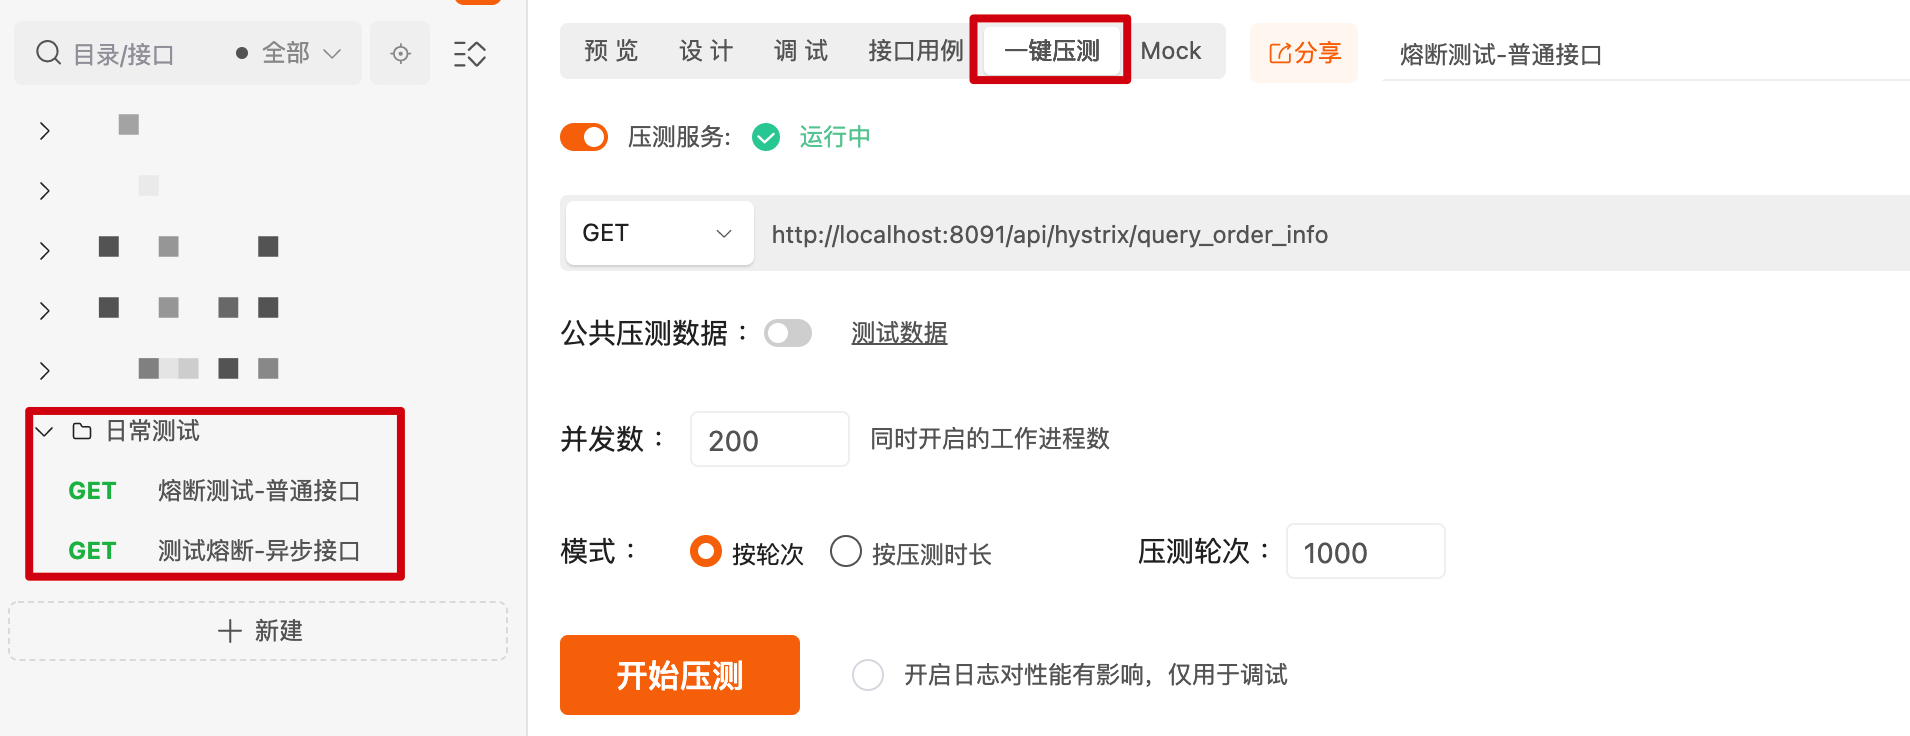 目录/接口 全部
日常测试
GET 熔断测试-普通接口
GET 测试熔断-异步接口
新建
预 览 设 计 调 试 接口用例 一键压测 Mock 分享 熔断测试-普通接口
压测服务: 运行中
GET http://localhost:8091/api/hystrix/query_order_info
公共压测数据： 测试数据
并发数： 200 同时开启的工作进程数
模式： 按轮次 按压测时长 压测轮次： 1000
开始压测 开启日志对性能有影响，仅用于调试